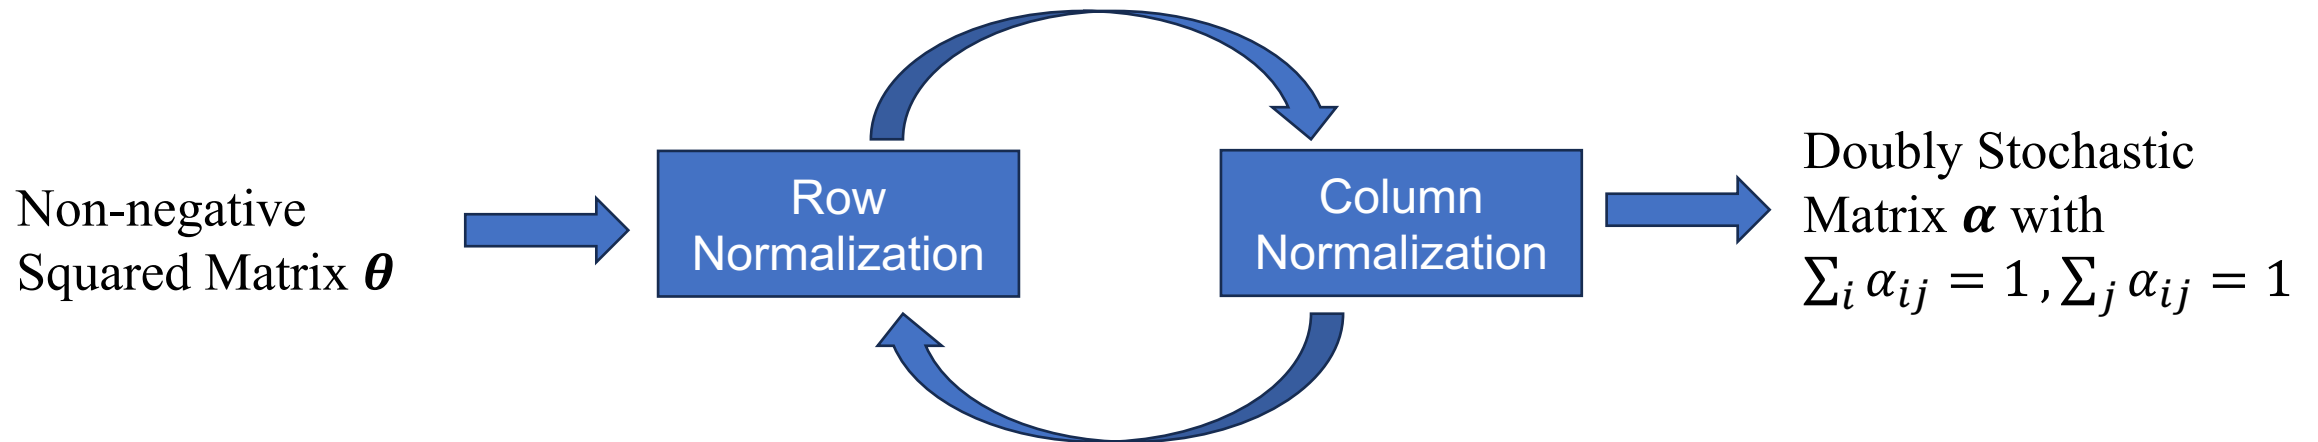 Non-negative
Squared Matrix 𝜽
Row
Normalization
Column
Normalization
Doubly Stochastic
Matrix 𝜶 with
∑ᵢ 𝛼ᵢⱼ = 1 , ∑ⱼ 𝛼ᵢⱼ = 1